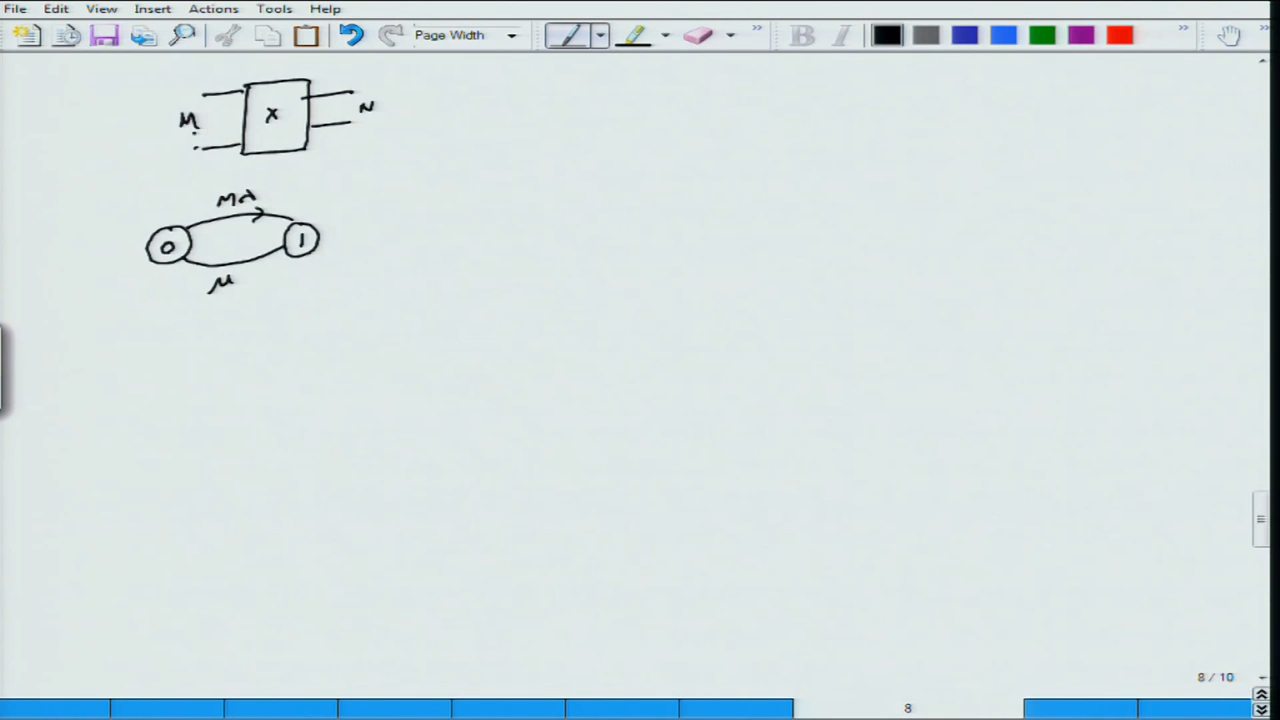 File Edit View Insert Actions Tools Help
Page Width
B I
M X N
Mλ
0 1
μ
8 / 10
8